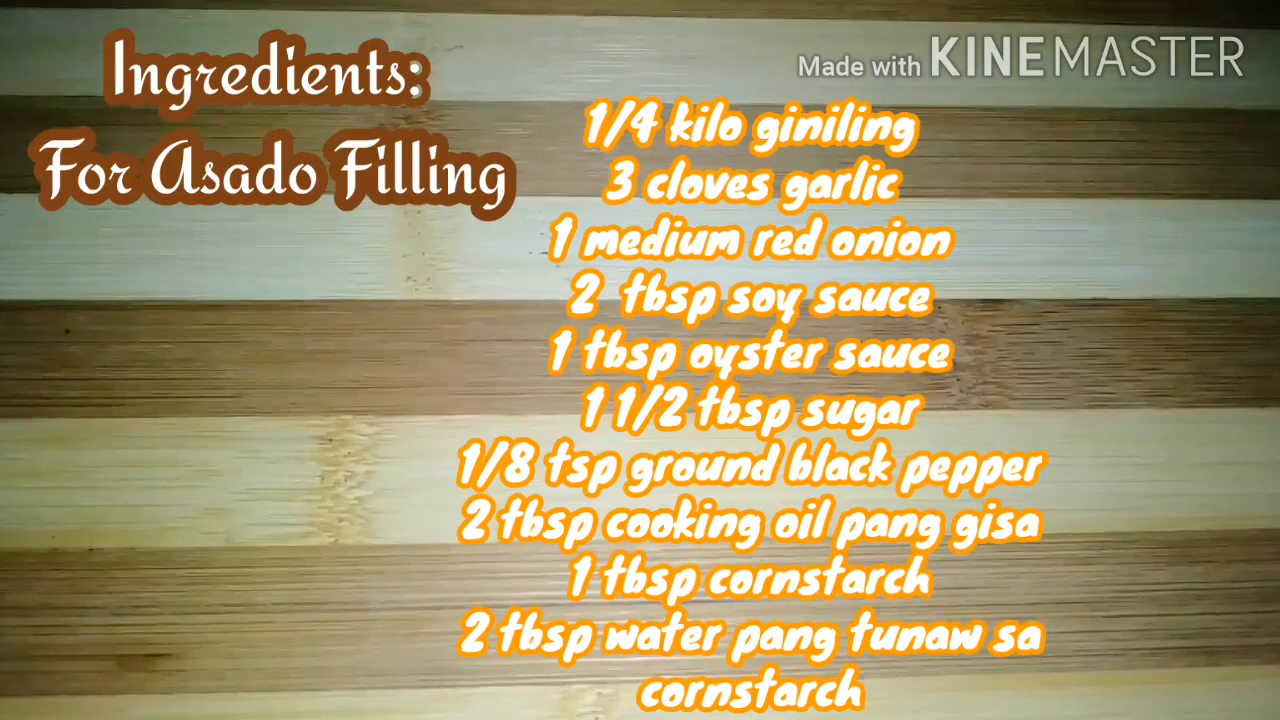 Ingredients:
For Asado Filling
Made with KINEMASTER
1/4 kilo giniling
3 cloves garlic
1 medium red onion
2 tbsp soy sauce
1 tbsp oyster sauce
1 1/2 tbsp sugar
1/8 tsp ground black pepper
2 tbsp cooking oil pang gisa
1 tbsp cornstarch
2 tbsp water pang tunaw sa
cornstarch